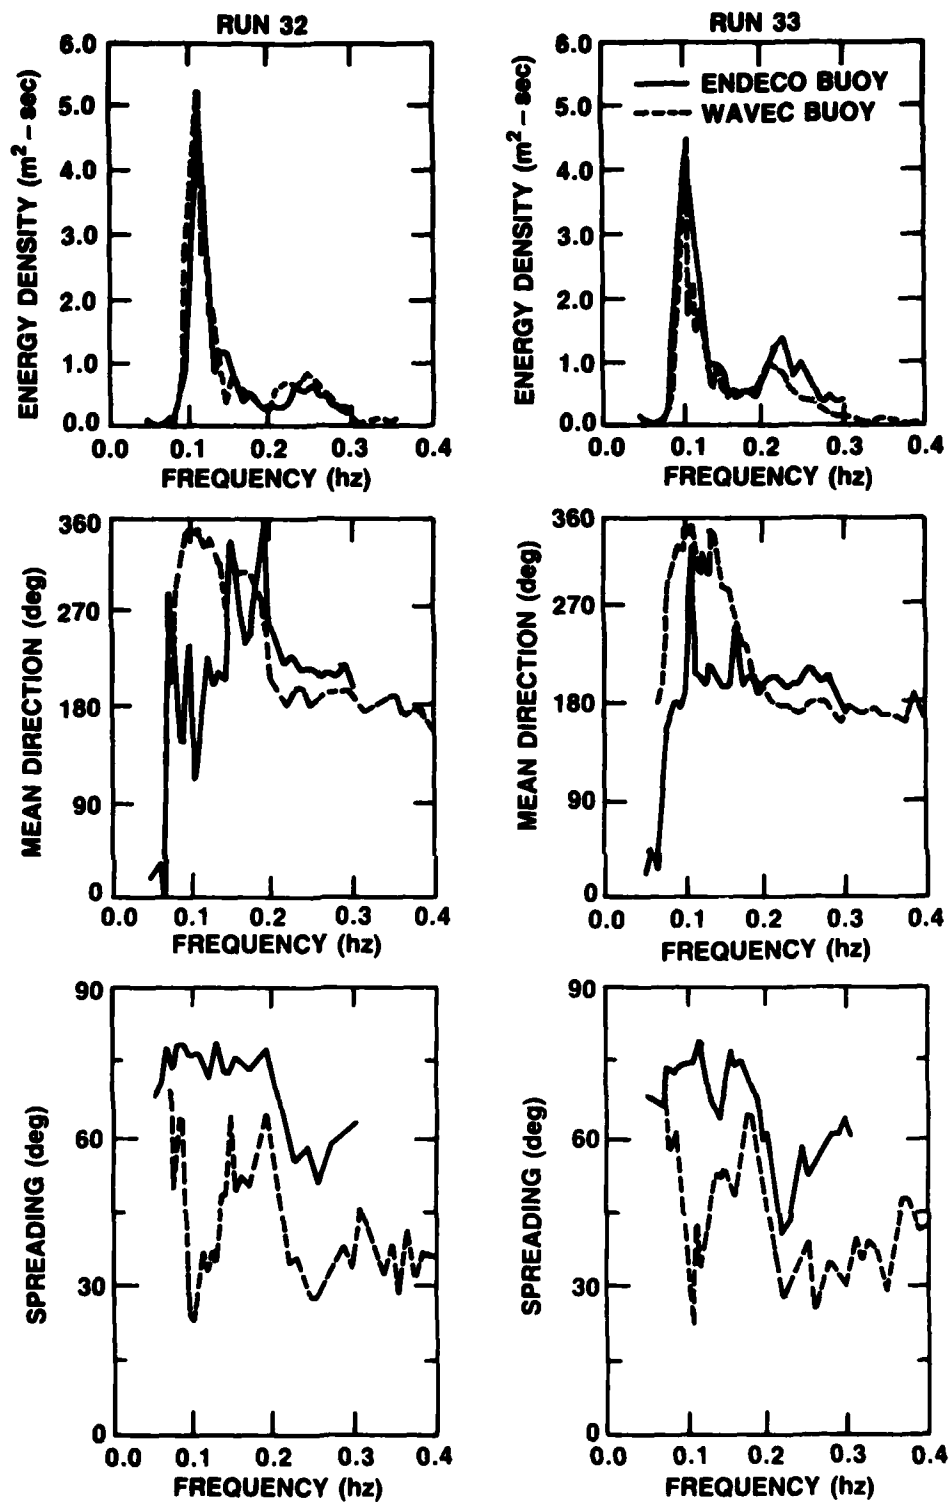 RUN 32
ENERGY DENSITY (m² – sec)
6.0
5.0
4.0
3.0
2.0
1.0
0.0
0.0 0.1 0.2 0.3 0.4
FREQUENCY (hz)
RUN 33
ENERGY DENSITY (m² – sec)
6.0
5.0
4.0
3.0
2.0
1.0
0.0
ENDECO BUOY
WAVEC BUOY
0.0 0.1 0.2 0.3 0.4
FREQUENCY (hz)
MEAN DIRECTION (deg)
360
270
180
90
0
0.0 0.1 0.2 0.3 0.4
FREQUENCY (hz)
MEAN DIRECTION (deg)
360
270
180
90
0
0.0 0.1 0.2 0.3 0.4
FREQUENCY (hz)
SPREADING (deg)
90
60
30
0
0.0 0.1 0.2 0.3 0.4
FREQUENCY (hz)
SPREADING (deg)
90
60
30
0
0.0 0.1 0.2 0.3 0.4
FREQUENCY (hz)